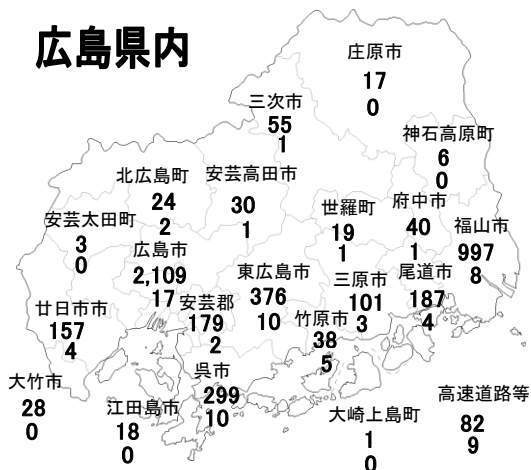 広島県内
庄原市
17
0
三次市
55
1
神石高原町
6
0
北広島町
24
2
安芸高田市
30
1
世羅町
19
1
府中市
40
1
福山市
997
8
安芸太田町
3
0
広島市
2,109
17
安芸郡
179
2
東広島市
376
10
三原市
101
3
尾道市
187
4
廿日市市
157
4
竹原市
38
5
大竹市
28
0
江田島市
18
0
呉市
299
10
大崎上島町
1
0
高速道路等
82
9